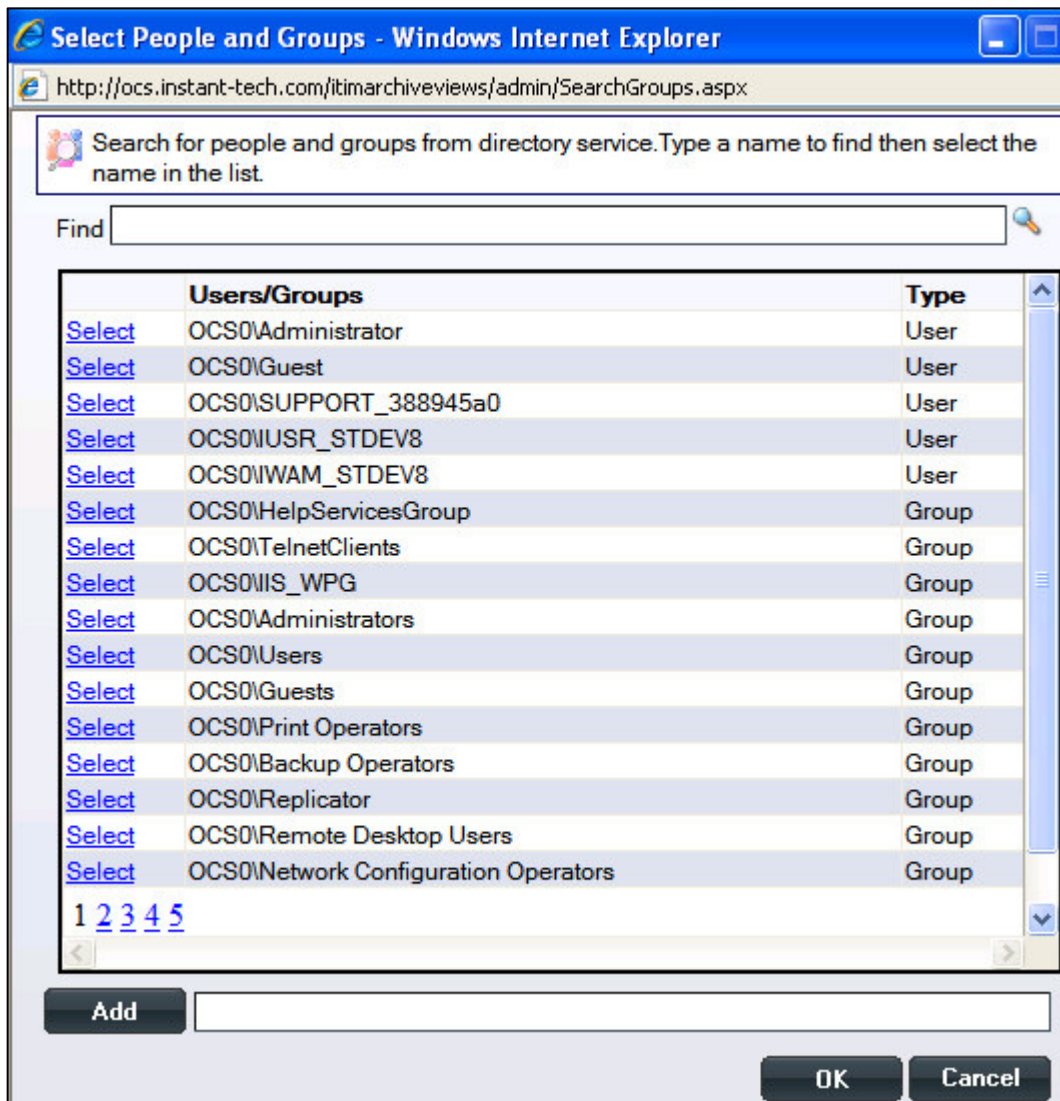 Select People and Groups - Windows Internet Explorer
http://ocs.instant-tech.com/itimarchiveviews/admin/SearchGroups.aspx
Search for people and groups from directory service.Type a name to find then select the
name in the list.
Find
Users/Groups Type
Select OCS0\Administrator User
Select OCS0\Guest User
Select OCS0\SUPPORT_388945a0 User
Select OCS0\IUSR_STDEV8 User
Select OCS0\IWAM_STDEV8 User
Select OCS0\HelpServicesGroup Group
Select OCS0\TelnetClients Group
Select OCS0\IIS_WPG Group
Select OCS0\Administrators Group
Select OCS0\Users Group
Select OCS0\Guests Group
Select OCS0\Print Operators Group
Select OCS0\Backup Operators Group
Select OCS0\Replicator Group
Select OCS0\Remote Desktop Users Group
Select OCS0\Network Configuration Operators Group
1 2 3 4 5
Add
OK Cancel